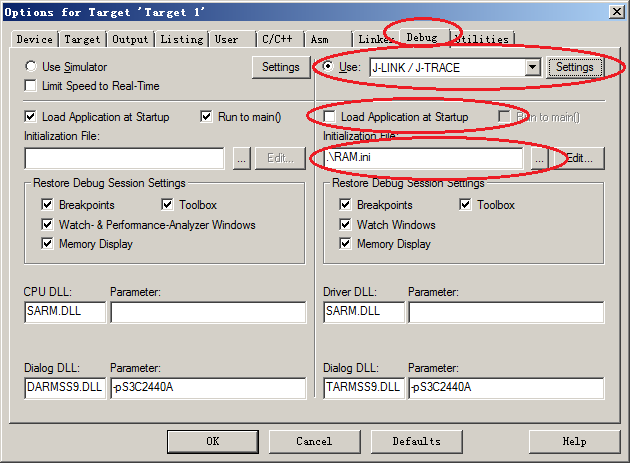 Options for Target 'Target 1'
Device Target Output Listing User C/C++ Asm Linker Debug Utilities
Use Simulator Settings
Limit Speed to Real-Time
Use: J-LINK / J-TRACE Settings
Load Application at Startup Run to main()
Initialization File:
... Edit...
Load Application at Startup Run to main()
Initialization File:
.\RAM.ini ... Edit...
Restore Debug Session Settings
Breakpoints Toolbox
Watch- & Performance-Analyzer Windows
Memory Display
Restore Debug Session Settings
Breakpoints Toolbox
Watch Windows
Memory Display
CPU DLL: Parameter:
SARM.DLL
Driver DLL: Parameter:
SARM.DLL
Dialog DLL: Parameter:
DARMSS9.DLL -pS3C2440A
Dialog DLL: Parameter:
TARMSS9.DLL -pS3C2440A
OK Cancel Defaults Help